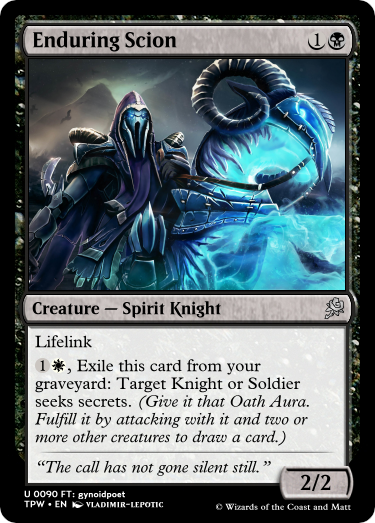 Enduring Scion 1
Creature — Spirit Knight
Lifelink
1, Exile this card from your
graveyard: Target Knight or Soldier
seeks secrets. (Give it that Oath Aura.
Fulfill it by attacking with it and two or
more other creatures to draw a card.)
"The call has not gone silent still."
2/2
U 0090 FT: gynoidpoet
TPW • EN VLADIMIR-LEPOTIC
© Wizards of the Coast and Matt